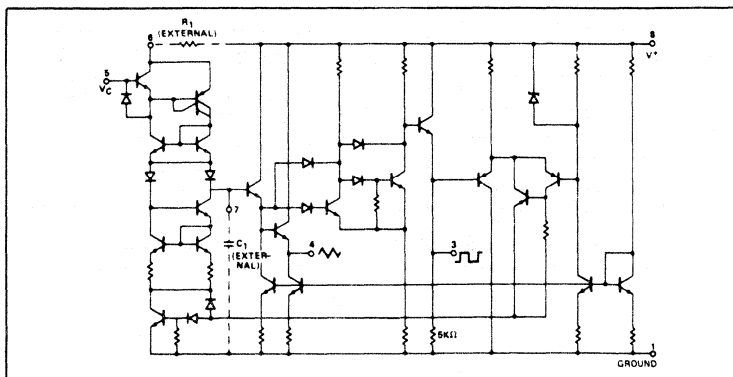 R1
(EXTERNAL)
6
8
V+
5
VC
7
C1
(EXTER-
NAL)
4
3
5KΩ
1
GROUND